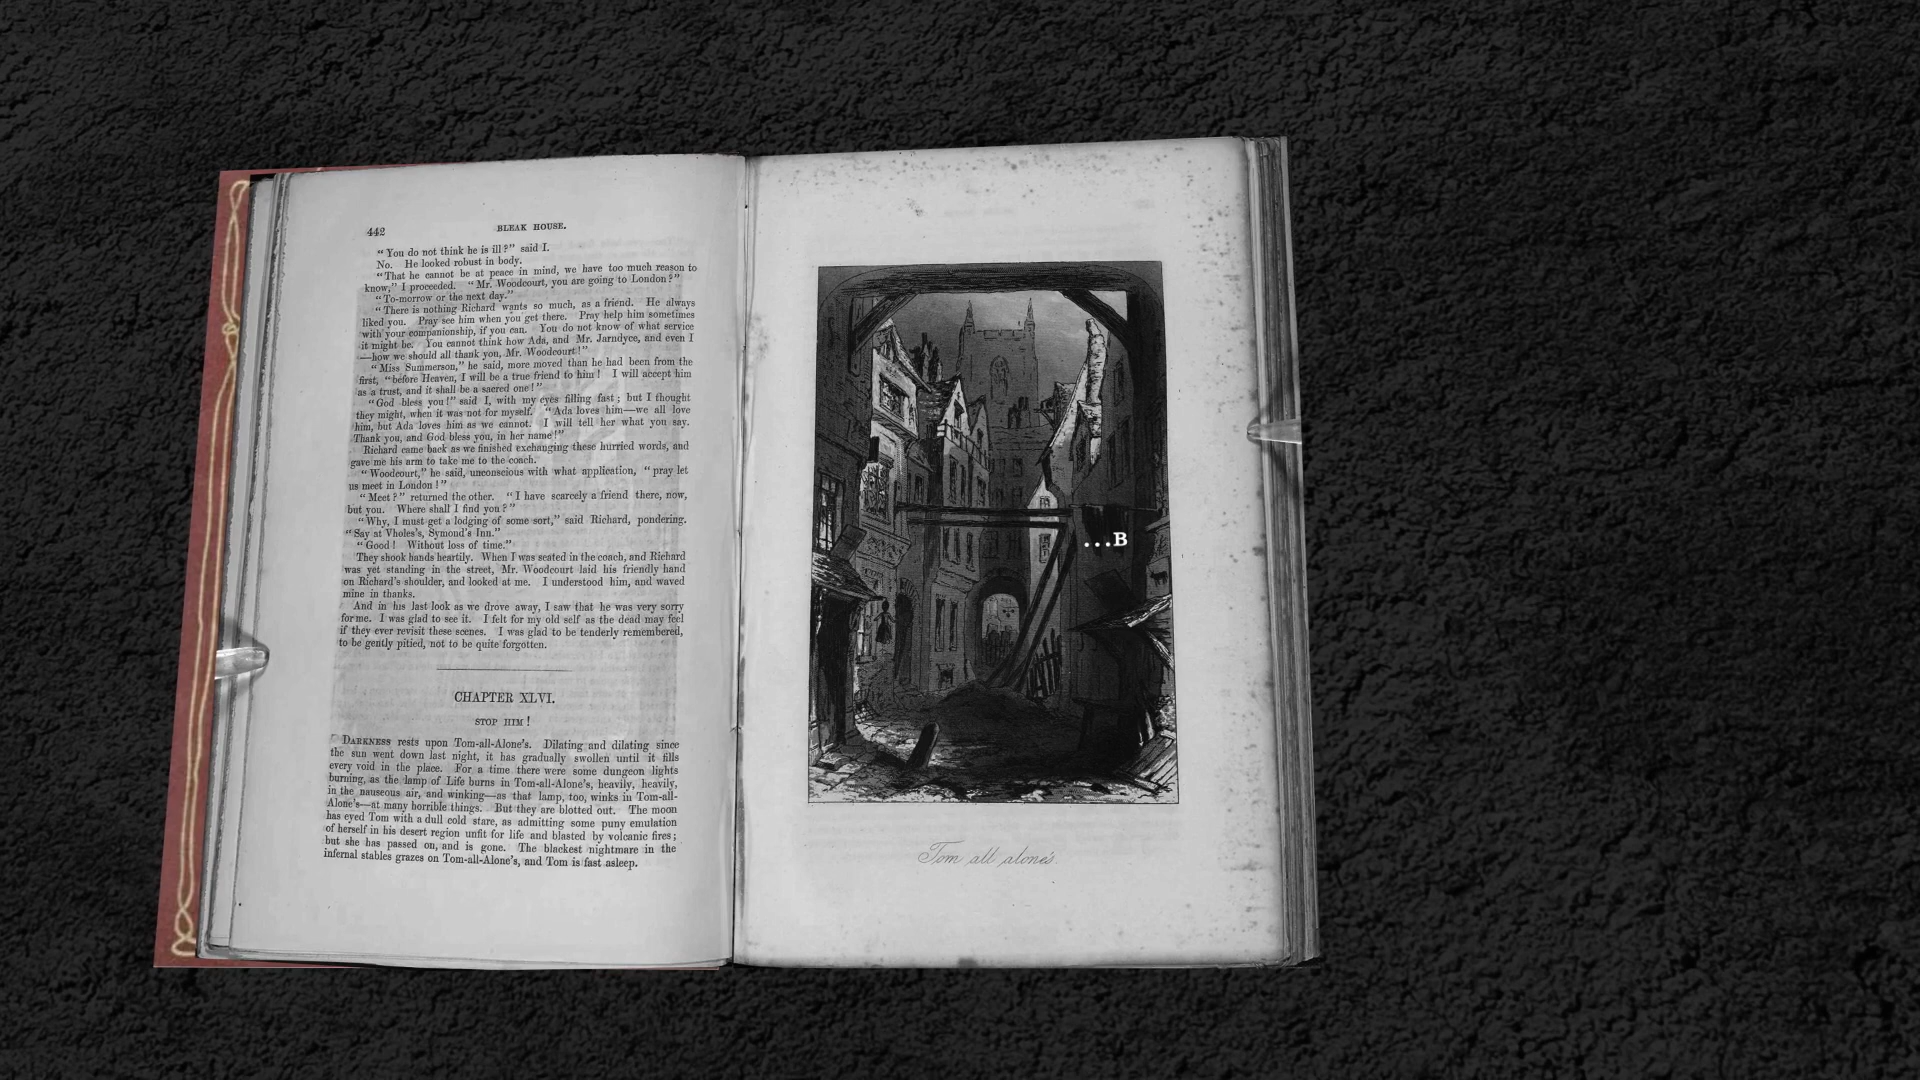 442
BLEAK HOUSE.
“You do not think he is ill?” said I.
No. He looked robust in body.
“That he cannot be at peace in mind, we have too much reason to
know,” I proceeded. “Mr. Woodcourt, you are going to London?”
“To-morrow or the next day.”
“There is nothing Richard wants so much, as a friend. He always
liked you. Pray see him when you get there. Pray help him sometimes
with your companionship, if you can. You do not know of what service
it might be. You cannot think how Ada, and Mr. Jarndyce, and even I
—how we should all thank you, Mr. Woodcourt!”
“Miss Summerson,” he said, more moved than he had been from the
first, “before Heaven, I will be a true friend to him! I will accept him
as a trust, and it shall be a sacred one!”
“God bless you!” said I, with my eyes filling fast; but I thought
they might, when it was not for myself. “Ada loves him—we all love
him, but Ada loves him as we cannot. I will tell her what you say.
Thank you, and God bless you, in her name!”
Richard came back as we finished exchanging these hurried words, and
gave me his arm to take me to the coach.
“Woodcourt,” he said, unconscious with what application, “pray let
us meet in London!”
“Meet?” returned the other. “I have scarcely a friend there, now,
but you. Where shall I find you?”
“Why, I must get a lodging of some sort,” said Richard, pondering.
“Say at Vholes's, Symond's Inn.”
“Good! Without loss of time.”
They shook hands heartily. When I was seated in the coach, and Richard
was yet standing in the street, Mr. Woodcourt laid his friendly hand
on Richard's shoulder, and looked at me. I understood him, and waved
mine in thanks.
And in his last look as we drove away, I saw that he was very sorry
for me. I was glad to see it. I felt for my old self as the dead may feel
if they ever revisit these scenes. I was glad to be tenderly remembered,
to be gently pitied, not to be quite forgotten.
CHAPTER XLVI.
STOP HIM!
DARKNESS rests upon Tom-all-Alone's. Dilating and dilating since
the sun went down last night, it has gradually swollen until it fills
every void in the place. For a time there were some dungeon lights
burning, as the lamp of Life burns in Tom-all-Alone's, heavily, heavily,
in the nauseous air, and winking—as that lamp, too, winks in Tom-all-
Alone's—at many horrible things. But they are blotted out. The moon
has eyed Tom with a dull cold stare, as admitting some puny emulation
of herself in his desert region unfit for life and blasted by volcanic fires;
but she has passed on, and is gone. The blackest nightmare in the
infernal stables grazes on Tom-all-Alone's, and Tom is fast asleep.
...B
Tom all alone's.